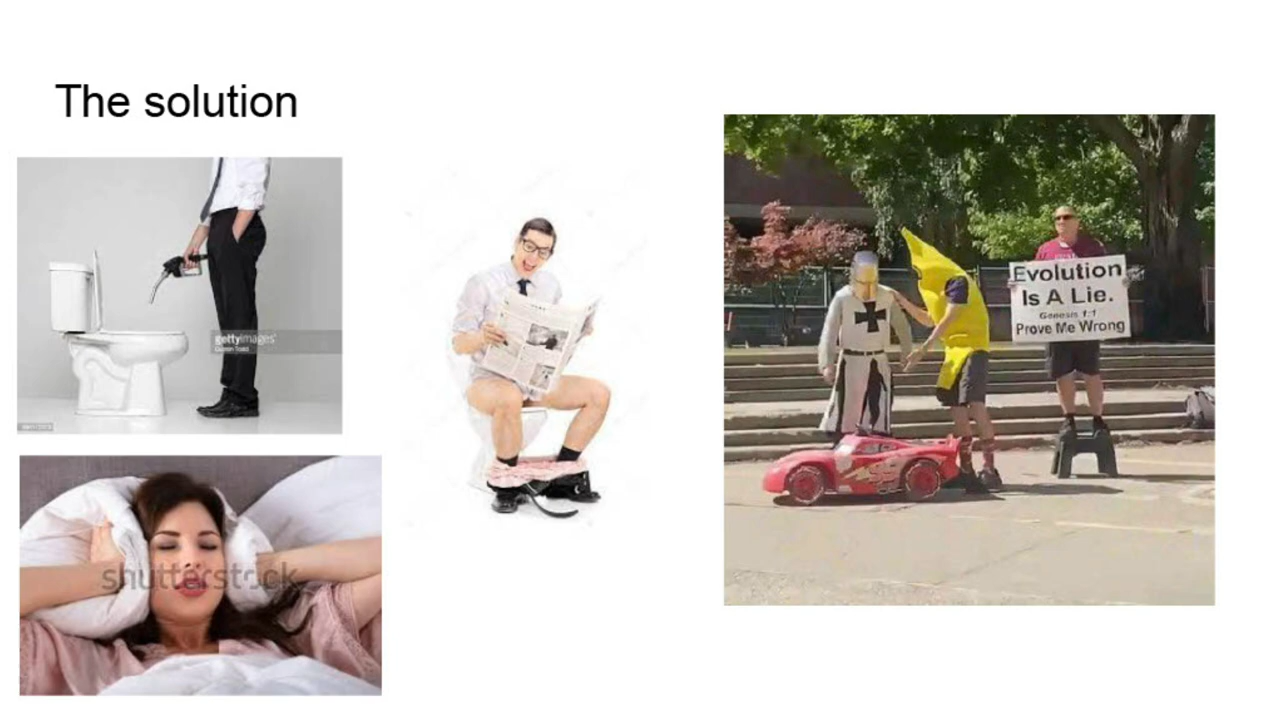 The solution
gettyimages
Evolution
Is A Lie.
Genesis 1:1
Prove Me Wrong
shutterstock